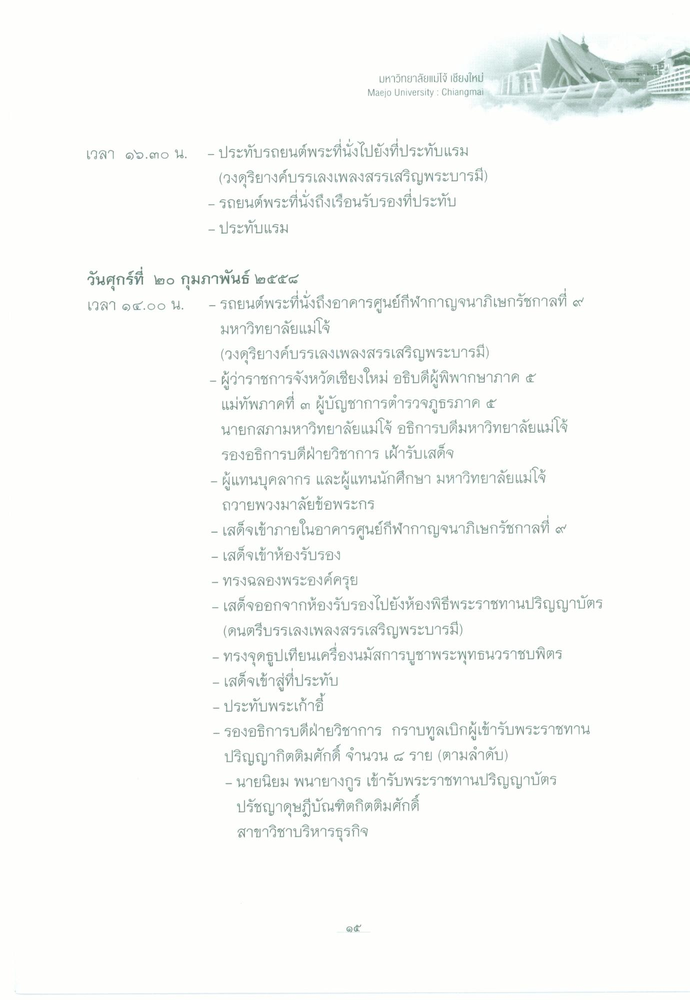 มหาวิทยาลัยแม่โจ้ เชียงใหม่
Maejo University : Chiangmai
เวลา ๑๖.๓๐ น. – ประทับรถยนต์พระที่นั่งไปยังที่ประทับแรม
(วงดุริยางค์บรรเลงเพลงสรรเสริญพระบารมี)
– รถยนต์พระที่นั่งถึงเรือนรับรองที่ประทับ
– ประทับแรม
วันศุกร์ที่ ๒๐ กุมภาพันธ์ ๒๕๕๘
เวลา ๑๔.๐๐ น. – รถยนต์พระที่นั่งถึงอาคารศูนย์กีฬากาญจนาภิเษกรัชกาลที่ ๙
มหาวิทยาลัยแม่โจ้
(วงดุริยางค์บรรเลงเพลงสรรเสริญพระบารมี)
– ผู้ว่าราชการจังหวัดเชียงใหม่ อธิบดีผู้พิพากษาภาค ๕
แม่ทัพภาคที่ ๓ ผู้บัญชาการตำรวจภูธรภาค ๕
นายกสภามหาวิทยาลัยแม่โจ้ อธิการบดีมหาวิทยาลัยแม่โจ้
รองอธิการบดีฝ่ายวิชาการ เฝ้ารับเสด็จ
– ผู้แทนบุคลากร และผู้แทนนักศึกษา มหาวิทยาลัยแม่โจ้
ถวายพวงมาลัยข้อพระกร
– เสด็จเข้าภายในอาคารศูนย์กีฬากาญจนาภิเษกรัชกาลที่ ๙
– เสด็จเข้าห้องรับรอง
– ทรงฉลองพระองค์ครุย
– เสด็จออกจากห้องรับรองไปยังห้องพิธีพระราชทานปริญญาบัตร
(ดนตรีบรรเลงเพลงสรรเสริญพระบารมี)
– ทรงจุดธูปเทียนเครื่องนมัสการบูชาพระพุทธนวราชบพิตร
– เสด็จเข้าสู่ที่ประทับ
– ประทับพระเก้าอี้
– รองอธิการบดีฝ่ายวิชาการ กราบทูลเบิกผู้เข้ารับพระราชทาน
ปริญญากิตติมศักดิ์ จำนวน ๘ ราย (ตามลำดับ)
– นายนิยม พนายางกูร เข้ารับพระราชทานปริญญาบัตร
ปรัชญาดุษฎีบัณฑิตกิตติมศักดิ์
สาขาวิชาบริหารธุรกิจ
๑๕